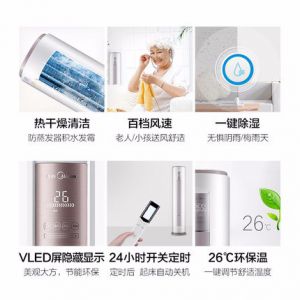 热干燥清洁
防蒸发器积水发霉
百档风速
老人/小孩送风舒适
一键除湿
无惧阴雨/梅雨天
Midea
26
26℃
VLED屏隐藏显示
美观大方/节能环保
24小时开关定时
定时后 起床自动关机
26℃环保温
一键调节舒适温度